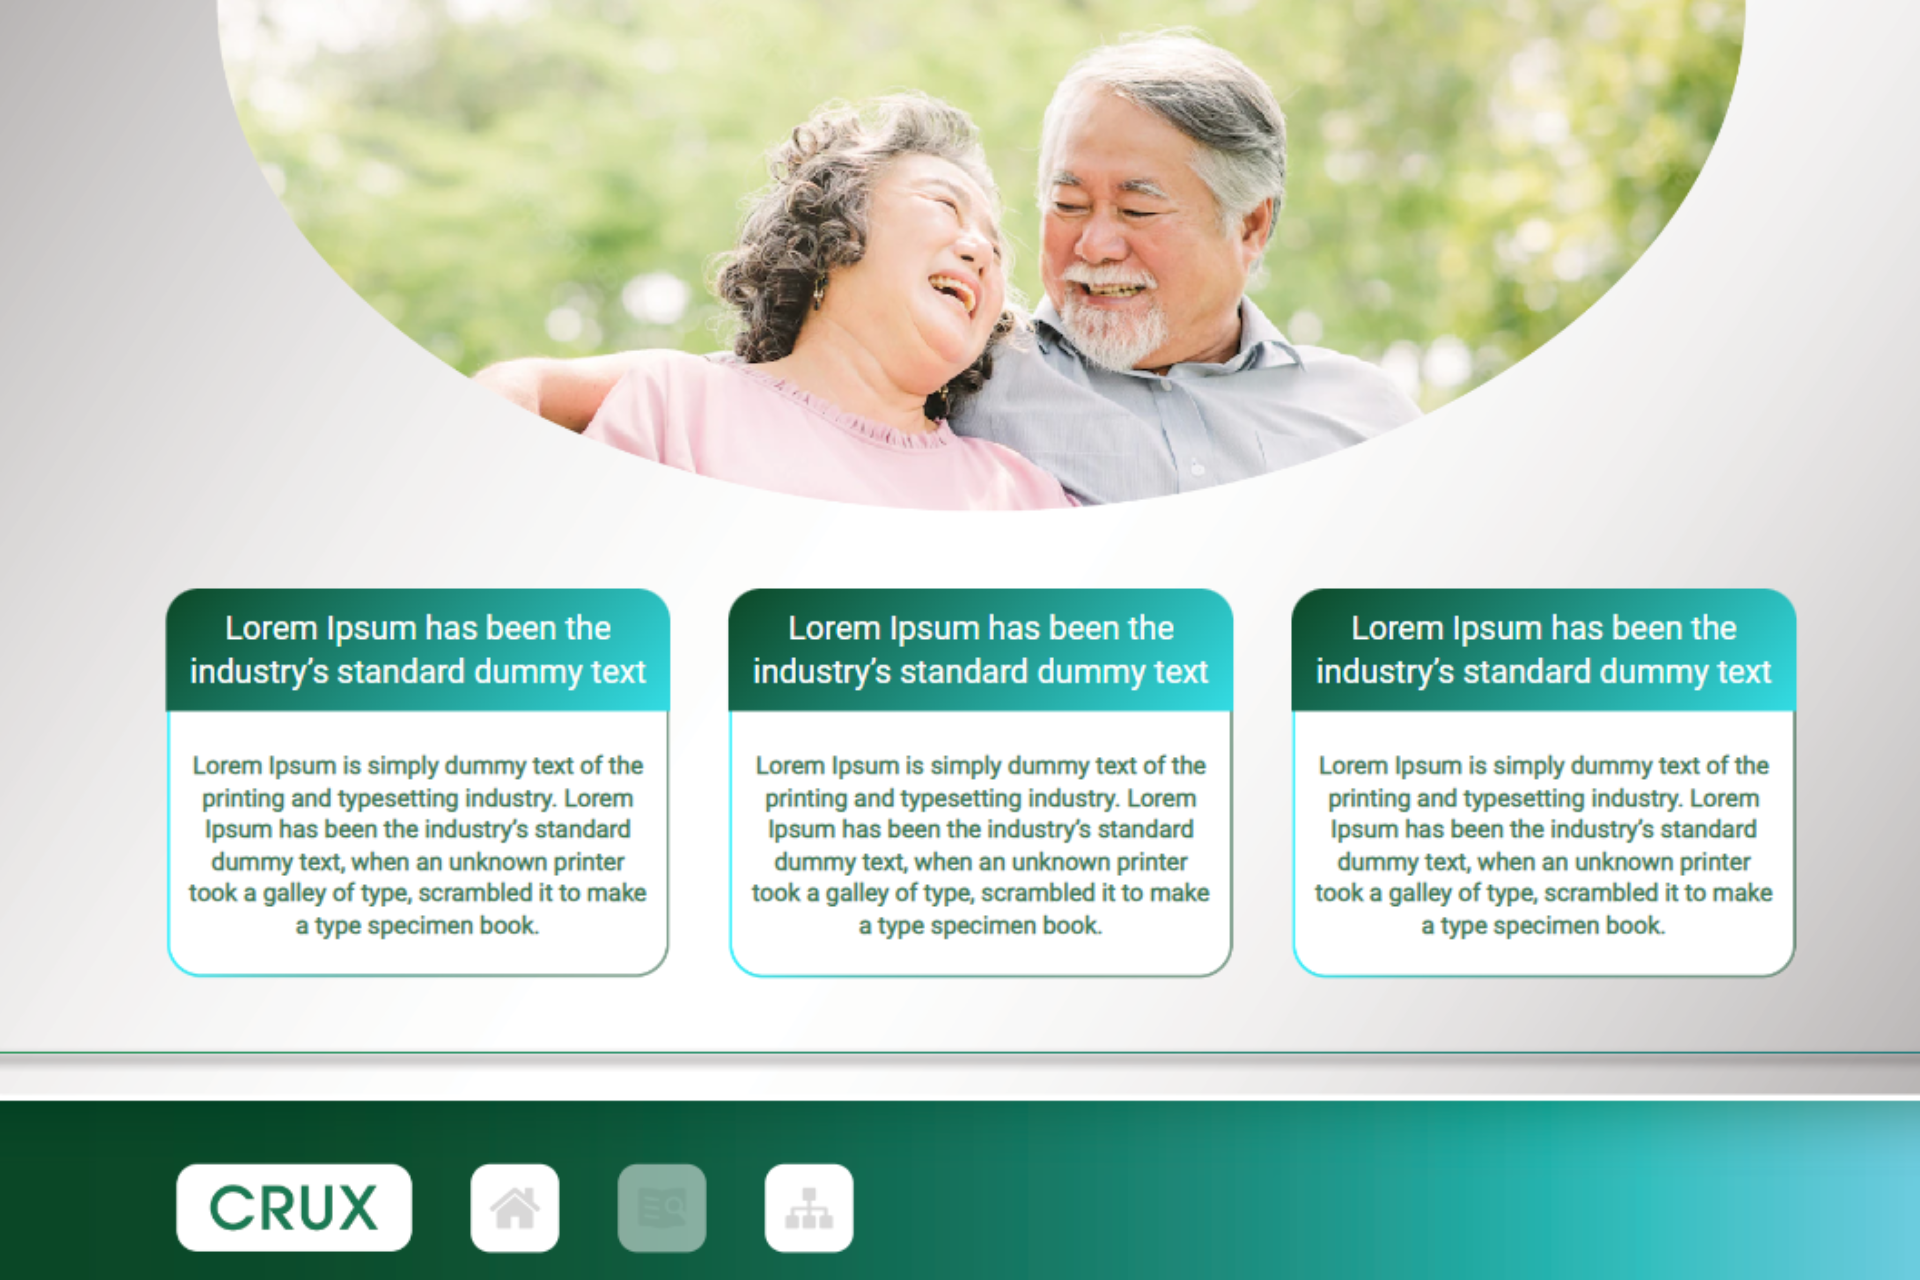 Lorem Ipsum has been the
industry’s standard dummy text
Lorem Ipsum is simply dummy text of the
printing and typesetting industry. Lorem
Ipsum has been the industry’s standard
dummy text, when an unknown printer
took a galley of type, scrambled it to make
a type specimen book.
Lorem Ipsum has been the
industry’s standard dummy text
Lorem Ipsum is simply dummy text of the
printing and typesetting industry. Lorem
Ipsum has been the industry’s standard
dummy text, when an unknown printer
took a galley of type, scrambled it to make
a type specimen book.
Lorem Ipsum has been the
industry’s standard dummy text
Lorem Ipsum is simply dummy text of the
printing and typesetting industry. Lorem
Ipsum has been the industry’s standard
dummy text, when an unknown printer
took a galley of type, scrambled it to make
a type specimen book.
CRUX